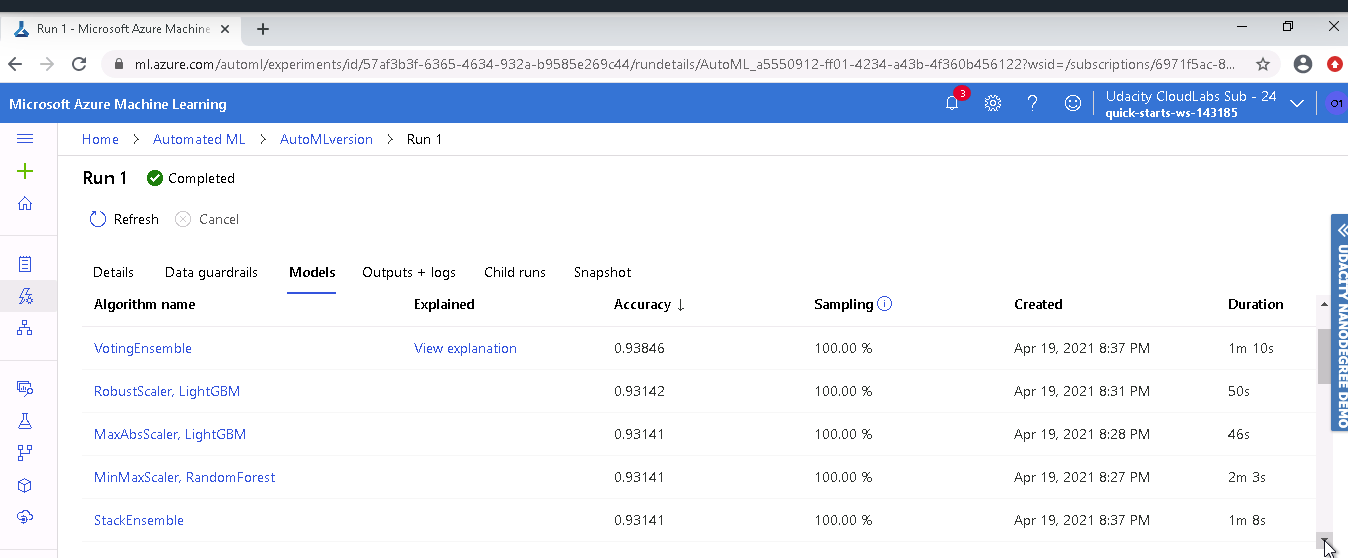 Run 1 - Microsoft Azure Machine
ml.azure.com/automl/experiments/id/57af3b3f-6365-4634-932a-b9585e269c44/rundetails/AutoML_a5550912-ff01-4234-a43b-4f360b456122?wsid=/subscriptions/6971f5ac-8...
Microsoft Azure Machine Learning
3
?
Udacity CloudLabs Sub - 24
quick-starts-ws-143185
O1
Home > Automated ML > AutoMLversion > Run 1
Run 1 Completed
Refresh Cancel
Details Data guardrails Models Outputs + logs Child runs Snapshot
Algorithm name Explained Accuracy ↓ Sampling Created Duration
VotingEnsemble View explanation 0.93846 100.00 % Apr 19, 2021 8:37 PM 1m 10s
RobustScaler, LightGBM 0.93142 100.00 % Apr 19, 2021 8:31 PM 50s
MaxAbsScaler, LightGBM 0.93141 100.00 % Apr 19, 2021 8:28 PM 46s
MinMaxScaler, RandomForest 0.93141 100.00 % Apr 19, 2021 8:27 PM 2m 3s
StackEnsemble 0.93141 100.00 % Apr 19, 2021 8:37 PM 1m 8s
UDACITY NANODEGREE DEMO